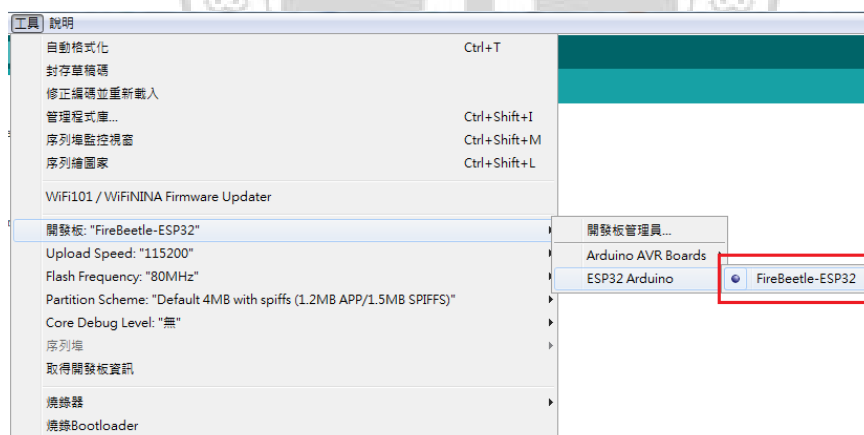 工具 說明
自動格式化 Ctrl+T
封存草稿碼
修正編碼並重新載入
管理程式庫... Ctrl+Shift+I
序列埠監控視窗 Ctrl+Shift+M
序列繪圖家 Ctrl+Shift+L
WiFi101 / WiFiNINA Firmware Updater
開發板: "FireBeetle-ESP32"
Upload Speed: "115200"
Flash Frequency: "80MHz"
Partition Scheme: "Default 4MB with spiffs (1.2MB APP/1.5MB SPIFFS)"
Core Debug Level: "無"
序列埠
取得開發板資訊
燒錄器
燒錄Bootloader
開發板管理員...
Arduino AVR Boards
ESP32 Arduino
FireBeetle-ESP32